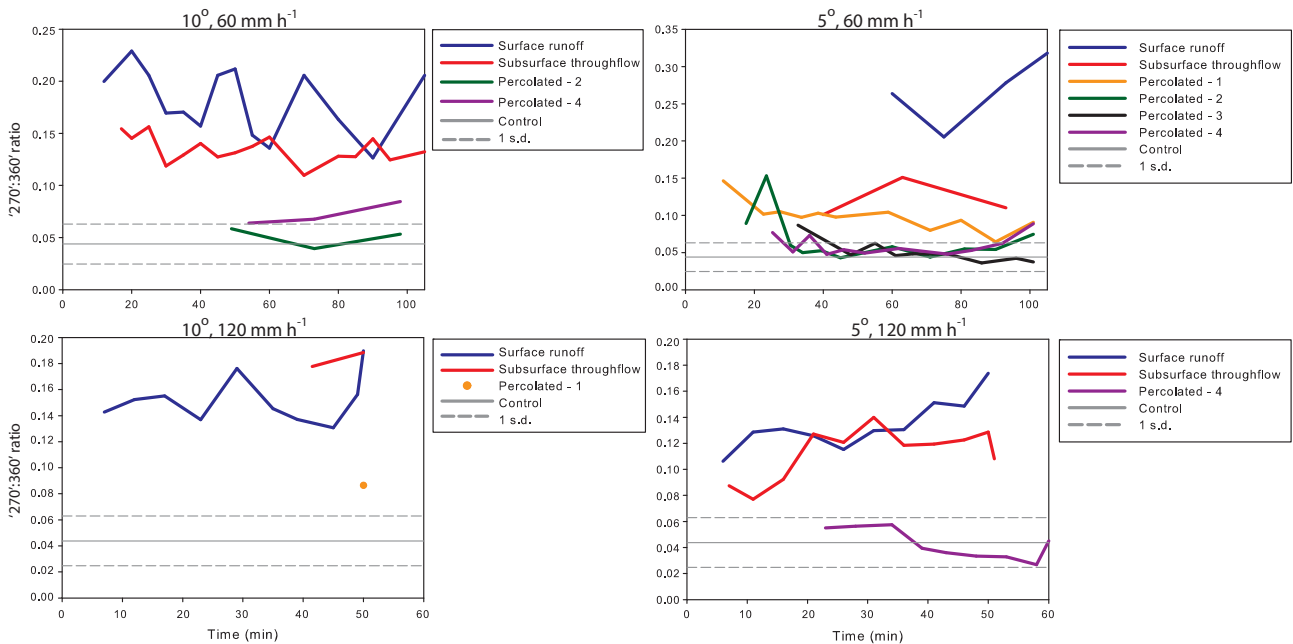 10°, 60 mm h⁻¹
'270':360' ratio
0.25
0.20
0.15
0.10
0.05
0.00
0
20
40
60
80
100
Surface runoff
Subsurface throughflow
Percolated - 2
Percolated - 4
Control
1 s.d.
5°, 60 mm h⁻¹
0.35
0.30
0.25
0.20
0.15
0.10
0.05
0.00
0
20
40
60
80
100
Surface runoff
Subsurface throughflow
Percolated - 1
Percolated - 2
Percolated - 3
Percolated - 4
Control
1 s.d.
10°, 120 mm h⁻¹
'270':360' ratio
0.20
0.18
0.16
0.14
0.12
0.10
0.08
0.06
0.04
0.02
0.00
0
10
20
30
40
50
60
Time (min)
Surface runoff
Subsurface throughflow
Percolated - 1
Control
1 s.d.
5°, 120 mm h⁻¹
0.20
0.18
0.16
0.14
0.12
0.10
0.08
0.06
0.04
0.02
0.00
0
10
20
30
40
50
60
Time (min)
Surface runoff
Subsurface throughflow
Percolated - 4
Control
1 s.d.